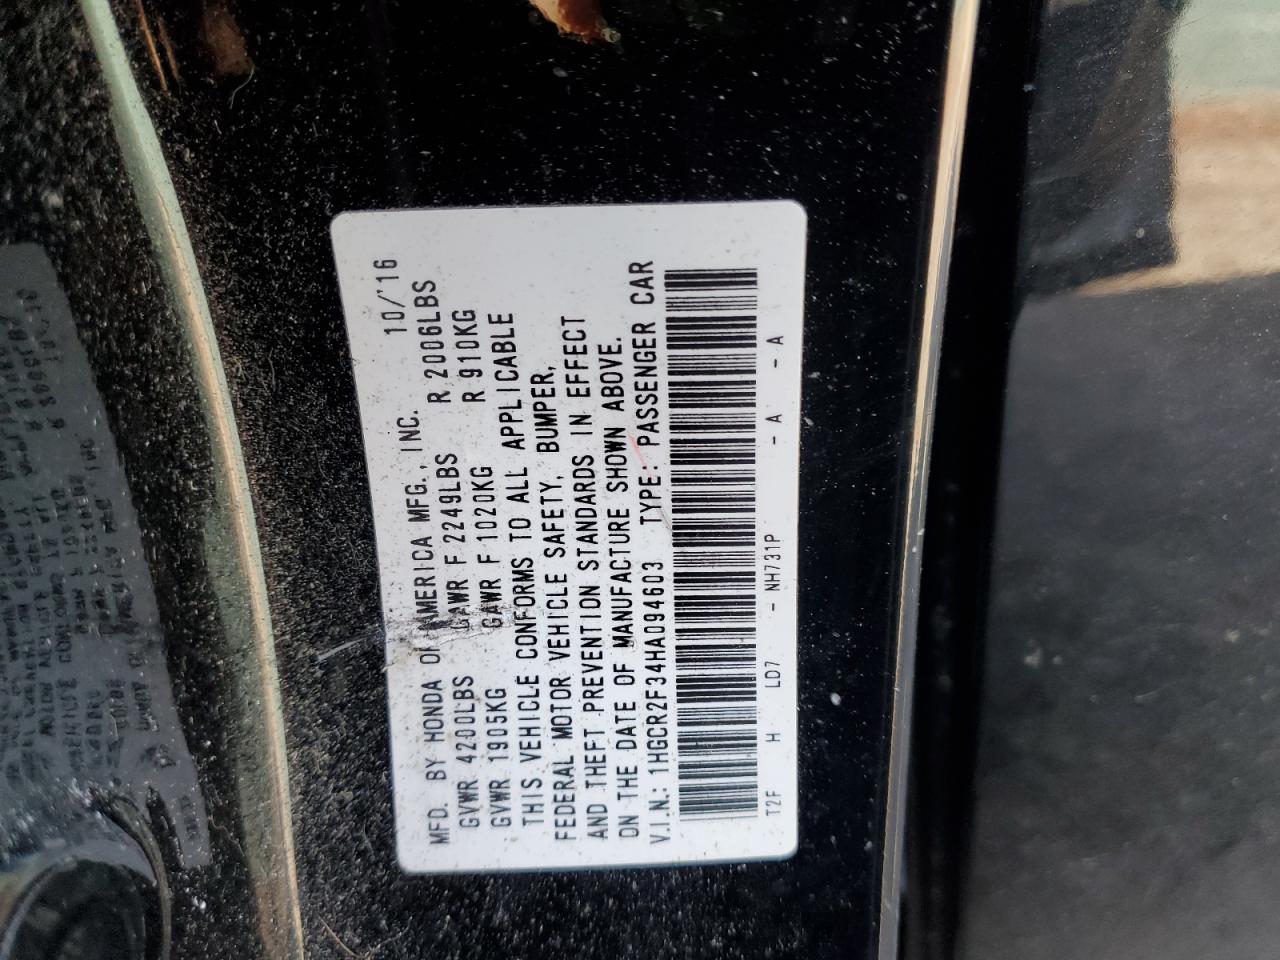 10/'16
MFD. BY HONDA OF AMERICA MFG., INC.
GVWR 4200LBS GAWR F 2249LBS R 2006LBS
GVWR 1905KG GAWR F 1020KG R 910KG
THIS VEHICLE CONFORMS TO ALL APPLICABLE
FEDERAL MOTOR VEHICLE SAFETY, BUMPER,
AND THEFT PREVENTION STANDARDS IN EFFECT
ON THE DATE OF MANUFACTURE SHOWN ABOVE.
V.I.N.: 1HGCR2F34HA094603 TYPE: PASSENGER CAR
T2F H LD7 - NH731P - A - A